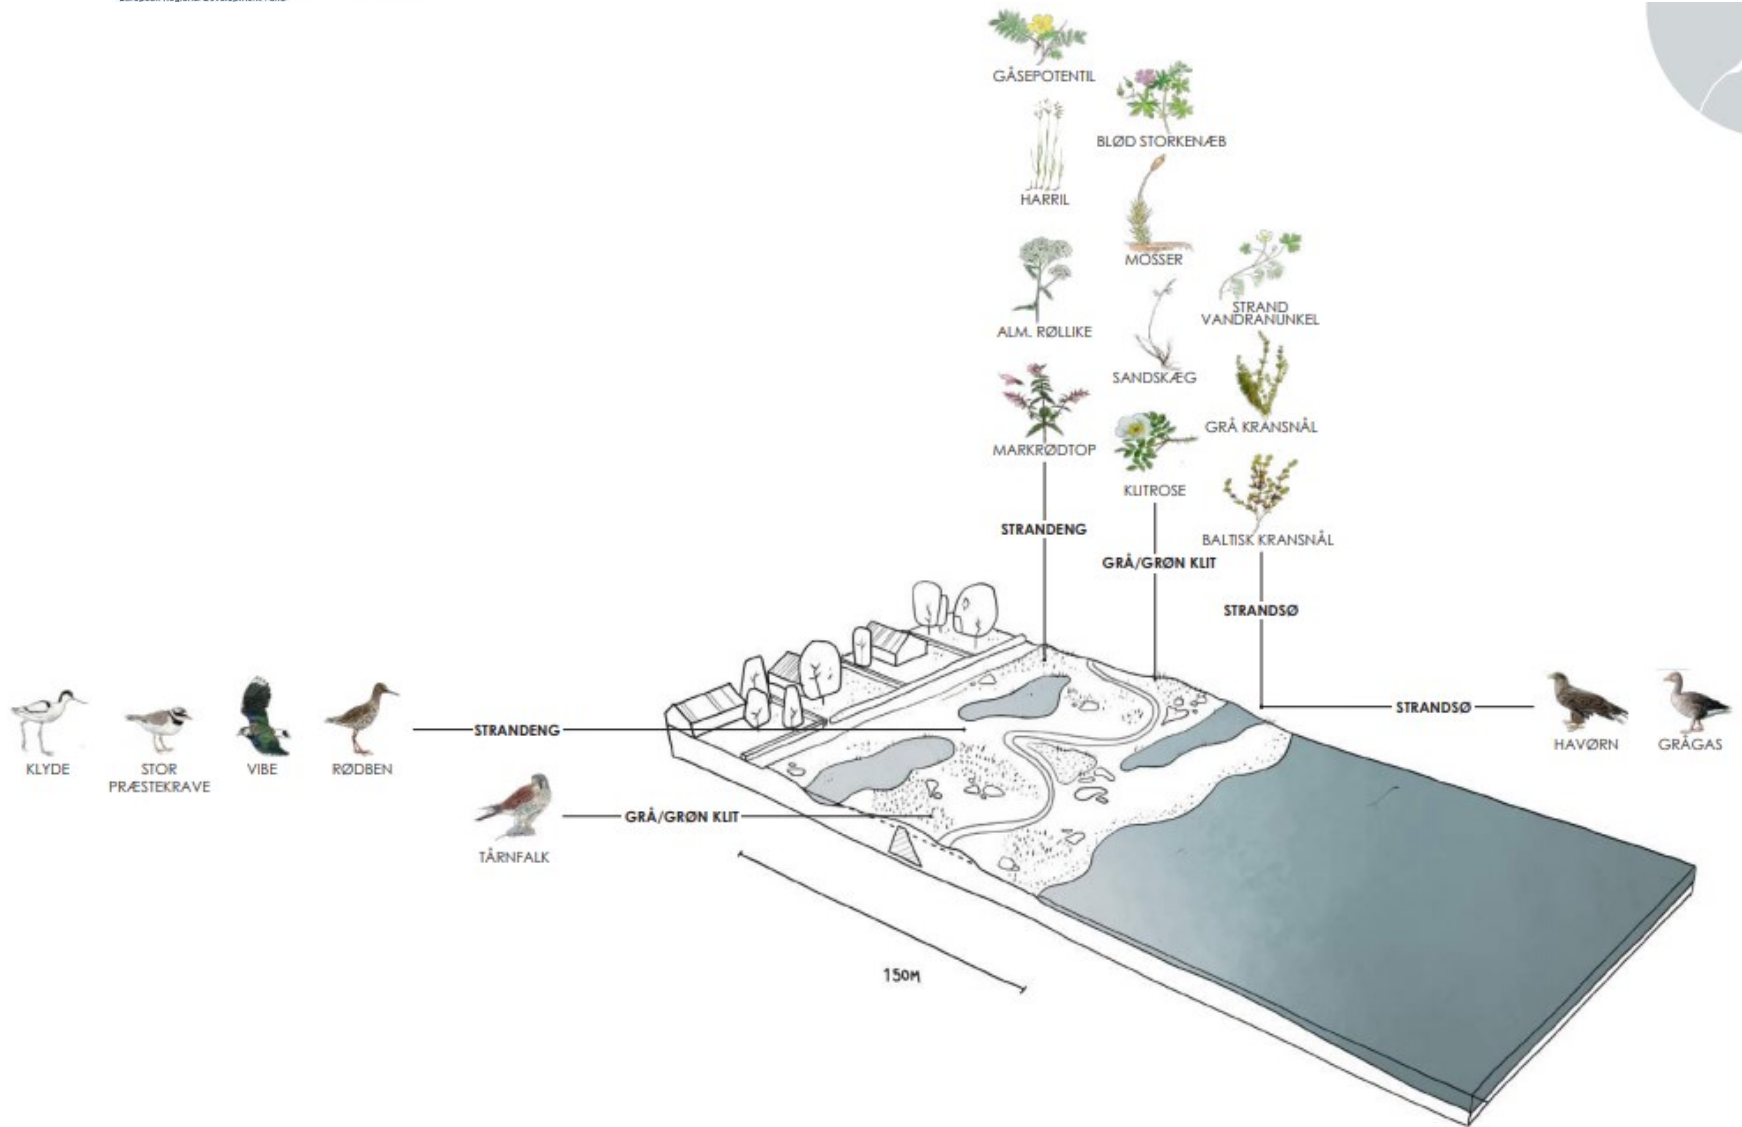 GÅSEPOTENTIL
BLØD STORKENÆB
HARRIL
MOSSER
STRAND
VANDRANUNKEL
ALM. RØLLIKE
SANDSKÆG
GRÅ KRANSNÅL
MARKRØDTOP
KLITROSE
STRANDENG
BALTISK KRANSNÅL
GRÅ/GRØN KLIT
STRANDSØ
STRANDSØ
HAVØRN
GRÅGAS
STRANDENG
KLYDE
STOR
PRÆSTEKRAVE
VIBE
RØDBEN
GRÅ/GRØN KLIT
TÅRNFALK
150M